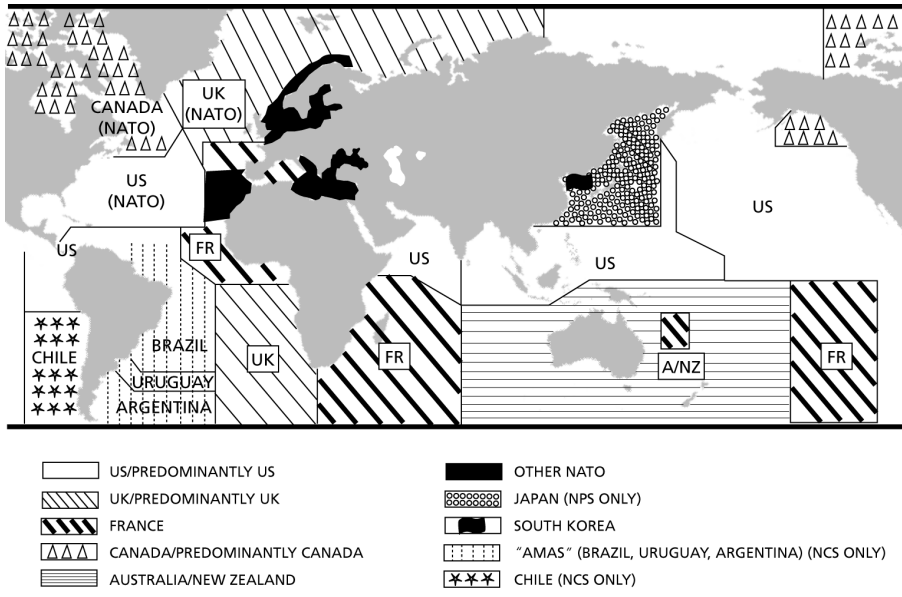 CANADA
(NATO)
UK
(NATO)
US
(NATO)
US
US
FR
US
US
CHILE
BRAZIL
URUGUAY
ARGENTINA
UK
FR
A/NZ
FR
US/PREDOMINANTLY US
UK/PREDOMINANTLY UK
FRANCE
CANADA/PREDOMINANTLY CANADA
AUSTRALIA/NEW ZEALAND
OTHER NATO
JAPAN (NPS ONLY)
SOUTH KOREA
"AMAS" (BRAZIL, URUGUAY, ARGENTINA) (NCS ONLY)
CHILE (NCS ONLY)